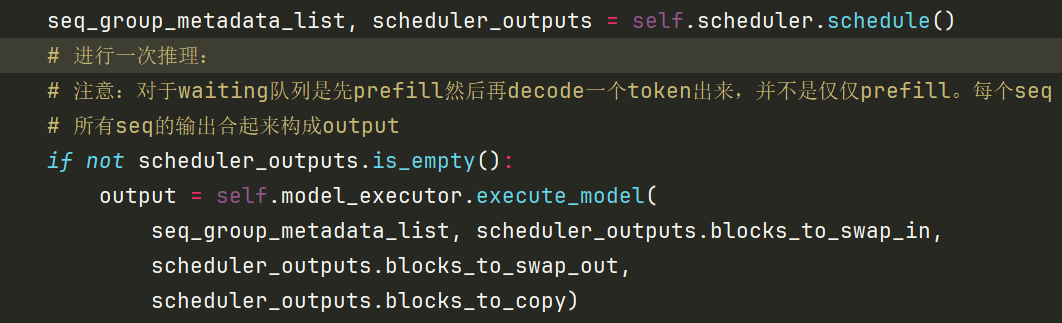 seq_group_metadata_list, scheduler_outputs = self.scheduler.schedule()
# 进行一次推理：
# 注意：对于waiting队列是先prefill然后再decode一个token出来，并不是仅仅prefill。每个seq
# 所有seq的输出合起来构成output
if not scheduler_outputs.is_empty():
    output = self.model_executor.execute_model(
        seq_group_metadata_list, scheduler_outputs.blocks_to_swap_in,
        scheduler_outputs.blocks_to_swap_out,
        scheduler_outputs.blocks_to_copy)